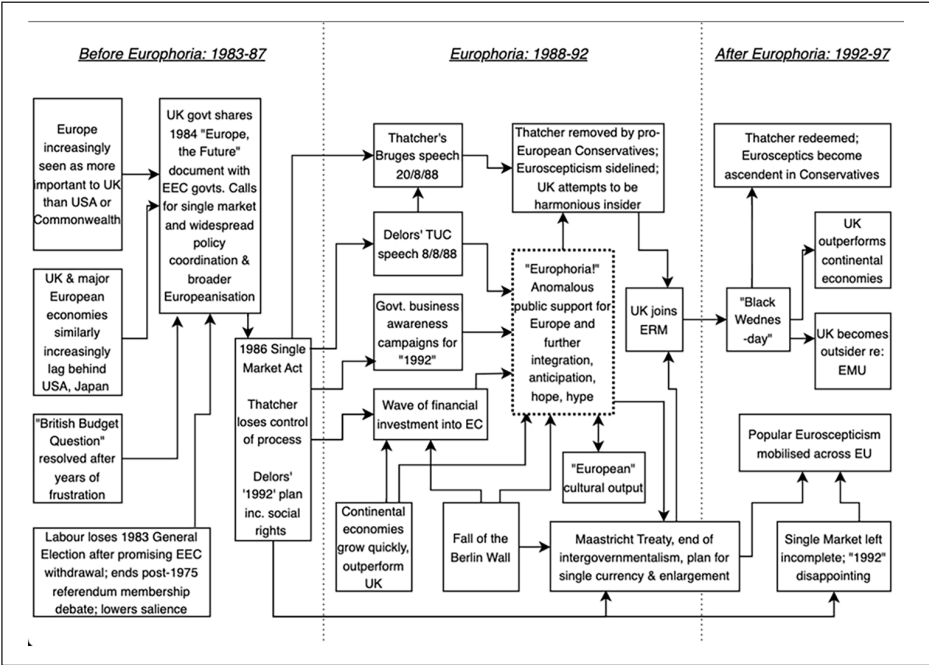 Before Europhoria: 1983-87
Europe
increasingly
seen as more
important to UK
than USA or
Commonwealth
UK & major
European
economies
similarly
increasingly
lag behind
USA, Japan
"British Budget
Question"
resolved after
years of
frustration
Labour loses 1983 General
Election after promising EEC
withdrawal; ends post-1975
referendum membership
debate; lowers salience
UK govt shares
1984 "Europe,
the Future"
document with
EEC govts. Calls
for single market
and widespread
policy
coordination &
broader
Europeanisation
1986 Single
Market Act
Thatcher
loses control
of process
Delors'
'1992' plan
inc. social
rights
Europhoria: 1988-92
Thatcher's
Bruges speech
20/8/88
Delors' TUC
speech 8/8/88
Govt. business
awareness
campaigns for
"1992"
Wave of financial
investment into EC
Continental
economies
grow quickly,
outperform
UK
Fall of the
Berlin Wall
Thatcher removed by pro-
European Conservatives;
Euroscepticism sidelined;
UK attempts to be
harmonious insider
"Europhoria!"
Anomalous
public support for
Europe and
further
integration,
anticipation,
hope, hype
"European"
cultural output
UK joins
ERM
Maastricht Treaty, end of
intergovernmentalism, plan for
single currency & enlargement
After Europhoria: 1992-97
Thatcher redeemed;
Eurosceptics become
ascendent in Conservatives
"Black
Wednes
-day"
UK
outperforms
continental
economies
UK becomes
outsider re:
EMU
Popular Euroscepticism
mobilised across EU
Single Market left
incomplete; "1992"
disappointing